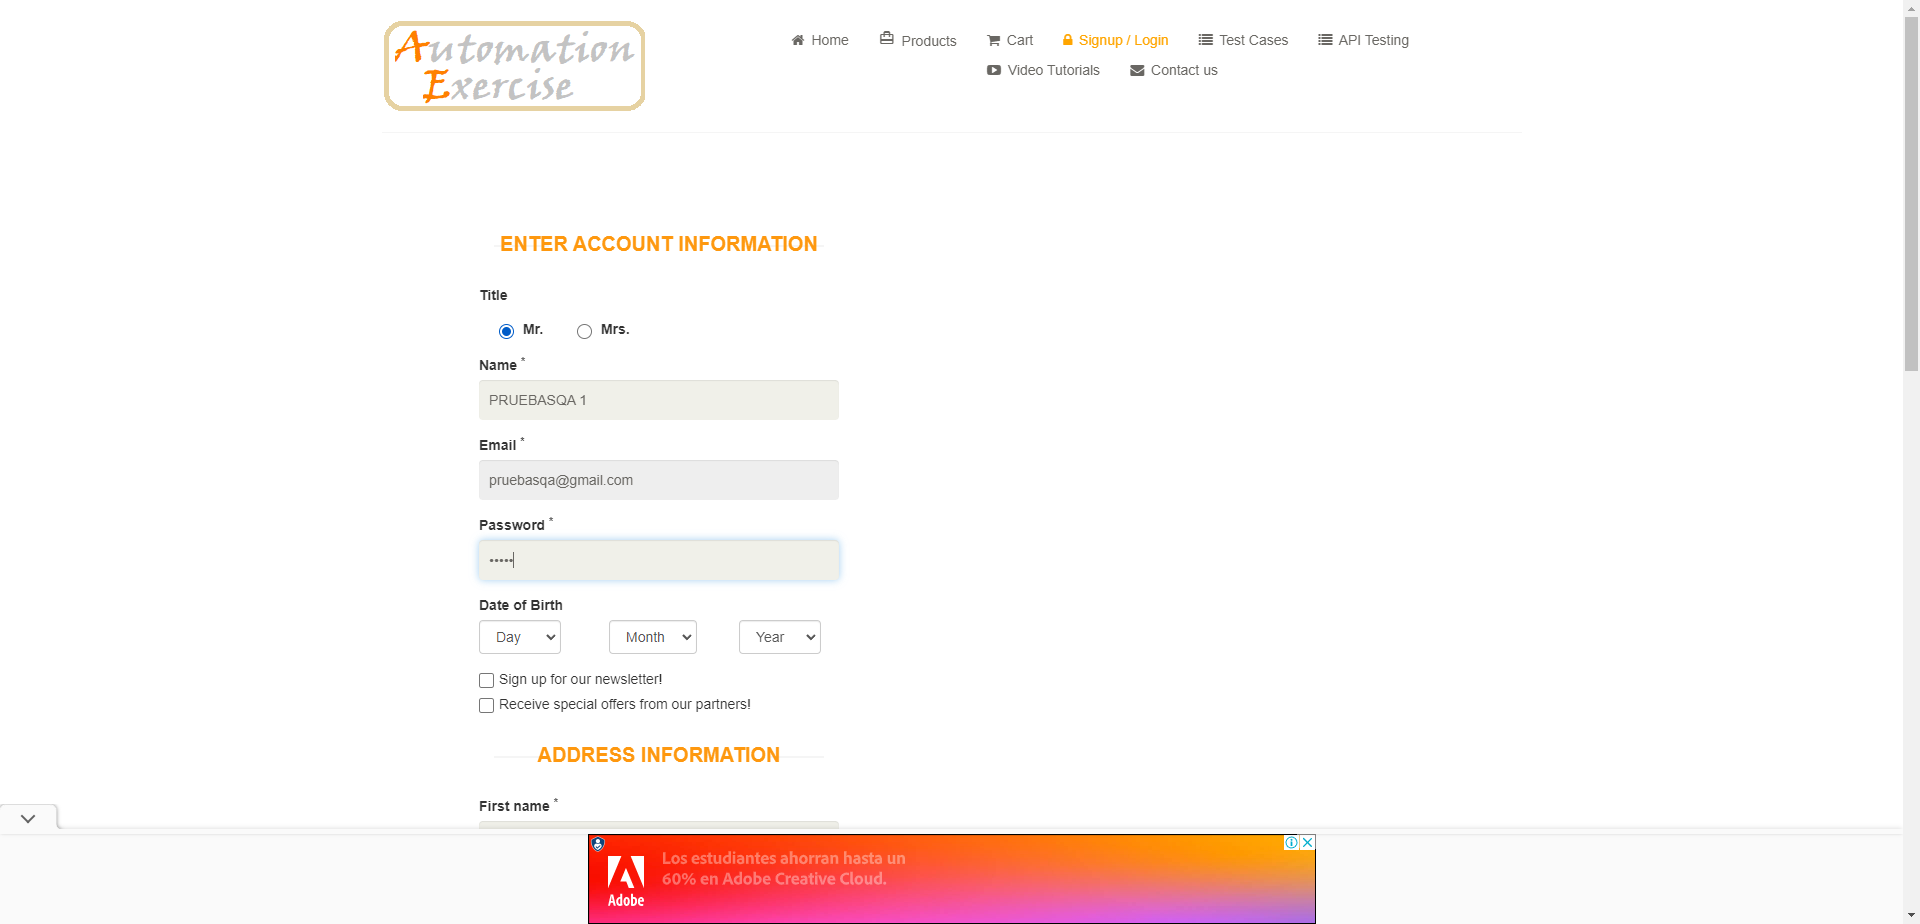 Automation
Exercise
Home
Products
Cart
Signup / Login
Test Cases
API Testing
Video Tutorials
Contact us
ENTER ACCOUNT INFORMATION
Title
Mr.
Mrs.
Name *
PRUEBASQA 1
Email *
pruebasqa@gmail.com
Password *
•••••
Date of Birth
Day
Month
Year
Sign up for our newsletter!
Receive special offers from our partners!
ADDRESS INFORMATION
First name *
Los estudiantes ahorran hasta un
60% en Adobe Creative Cloud.
Adobe